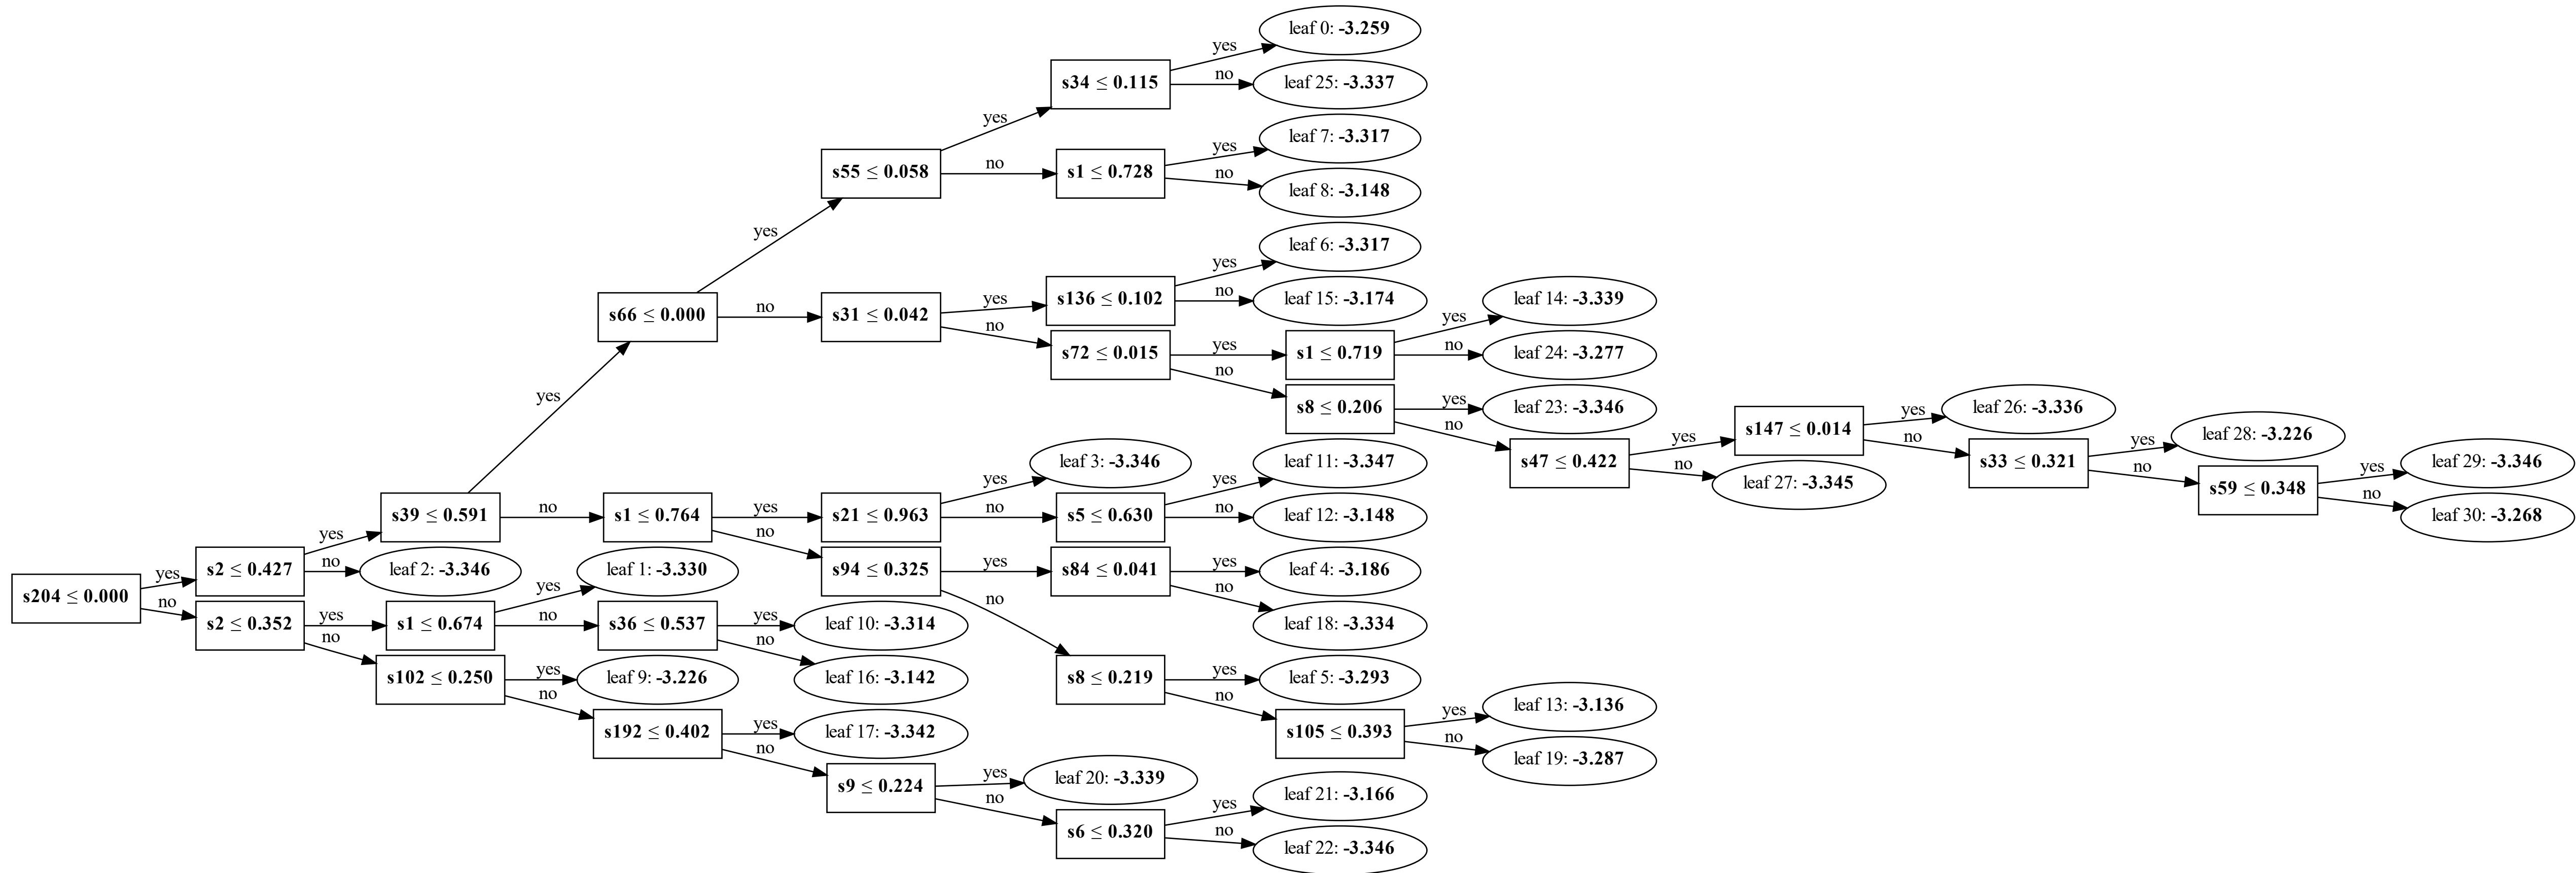 yes
leaf 0: -3.259
s34 ≤ 0.115
no
leaf 25: -3.337
yes
yes
leaf 7: -3.317
s55 ≤ 0.058
no
s1 ≤ 0.728
no
leaf 8: -3.148
yes
yes
leaf 6: -3.317
s66 ≤ 0.000
no
s31 ≤ 0.042
yes
s136 ≤ 0.102
no
leaf 15: -3.174
yes
leaf 14: -3.339
no
s72 ≤ 0.015
yes
s1 ≤ 0.719
no
leaf 24: -3.277
yes
no
s8 ≤ 0.206
yes
leaf 23: -3.346
yes
leaf 26: -3.336
no
s147 ≤ 0.014
yes
leaf 28: -3.226
yes
s47 ≤ 0.422
no
s33 ≤ 0.321
yes
leaf 29: -3.346
no
leaf 27: -3.345
no
s59 ≤ 0.348
no
leaf 30: -3.268
yes
leaf 3: -3.346
yes
leaf 11: -3.347
s39 ≤ 0.591
no
s1 ≤ 0.764
yes
s21 ≤ 0.963
no
s5 ≤ 0.630
no
leaf 12: -3.148
yes
no
s2 ≤ 0.427
no
leaf 2: -3.346
yes
leaf 1: -3.330
s94 ≤ 0.325
yes
s84 ≤ 0.041
yes
leaf 4: -3.186
s204 ≤ 0.000
yes
no
no
no
s2 ≤ 0.352
yes
s1 ≤ 0.674
no
s36 ≤ 0.537
yes
leaf 10: -3.314
leaf 18: -3.334
no
no
s102 ≤ 0.250
yes
leaf 9: -3.226
leaf 16: -3.142
s8 ≤ 0.219
yes
leaf 5: -3.293
no
no
yes
leaf 13: -3.136
s192 ≤ 0.402
yes
leaf 17: -3.342
s105 ≤ 0.393
no
leaf 19: -3.287
no
s9 ≤ 0.224
yes
leaf 20: -3.339
no
yes
leaf 21: -3.166
s6 ≤ 0.320
no
leaf 22: -3.346